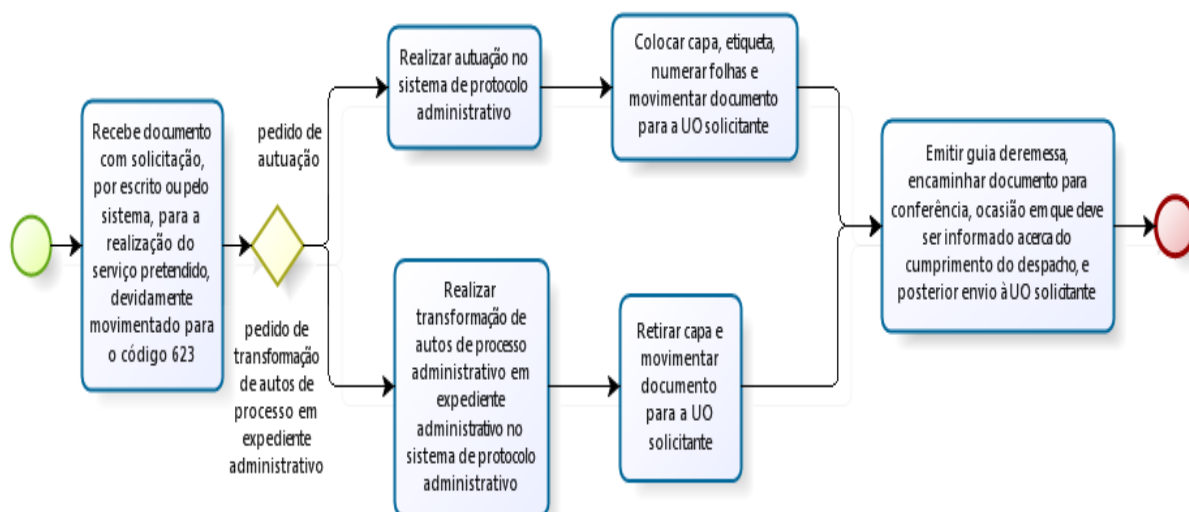 Recebe documento
com solicitação,
por escrito ou pelo
sistema, para a
realização do
serviço pretendido,
devidamente
movimentado para
o código 623
pedido de
autuação
Realizar autuação no
sistema de protocolo
administrativo
Colocar capa, etiqueta,
numerar folhas e
movimentar documento
para a UO solicitante
pedido de
transformação
de autos de
processo em
expediente
administrativo
Realizar
transformação de
autos de processo
administrativo em
expediente
administrativo no
sistema de protocolo
administrativo
Retirar capa e
movimentar
documento
para a UO
solicitante
Emitir guia de remessa,
encaminhar documento para
conferência, ocasião em que deve
ser informado acerca do
cumprimento do despacho, e
posterior envio à UO solicitante